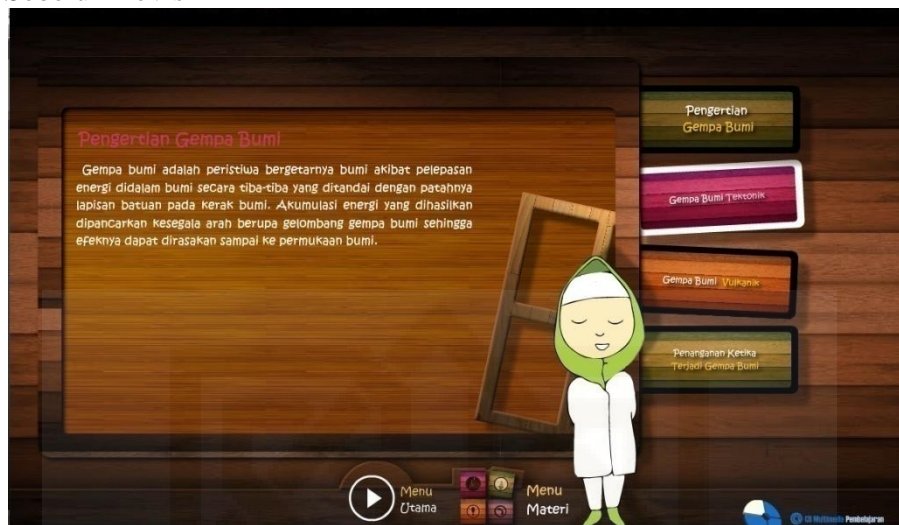 Pengertian Gempa Bumi
Gempa bumi adalah peristiwa bergetarnya bumi akibat pelepasan
energi didalam bumi secara tiba-tiba yang ditandai dengan patahnya
lapisan batuan pada kerak bumi. Akumulasi energi yang dihasilkan
dipancarkan kesegala arah berupa gelombang gempa bumi sehingga
efeknya dapat dirasakan sampai ke permukaan bumi.
Pengertian
Gempa Bumi
Gempa Bumi Tektonik
Gempa Bumi Vulkanik
Penanganan Ketika
Terjadi Gempa Bumi
Menu
Utama
Menu
Materi
CD Multimedia Pembelajaran